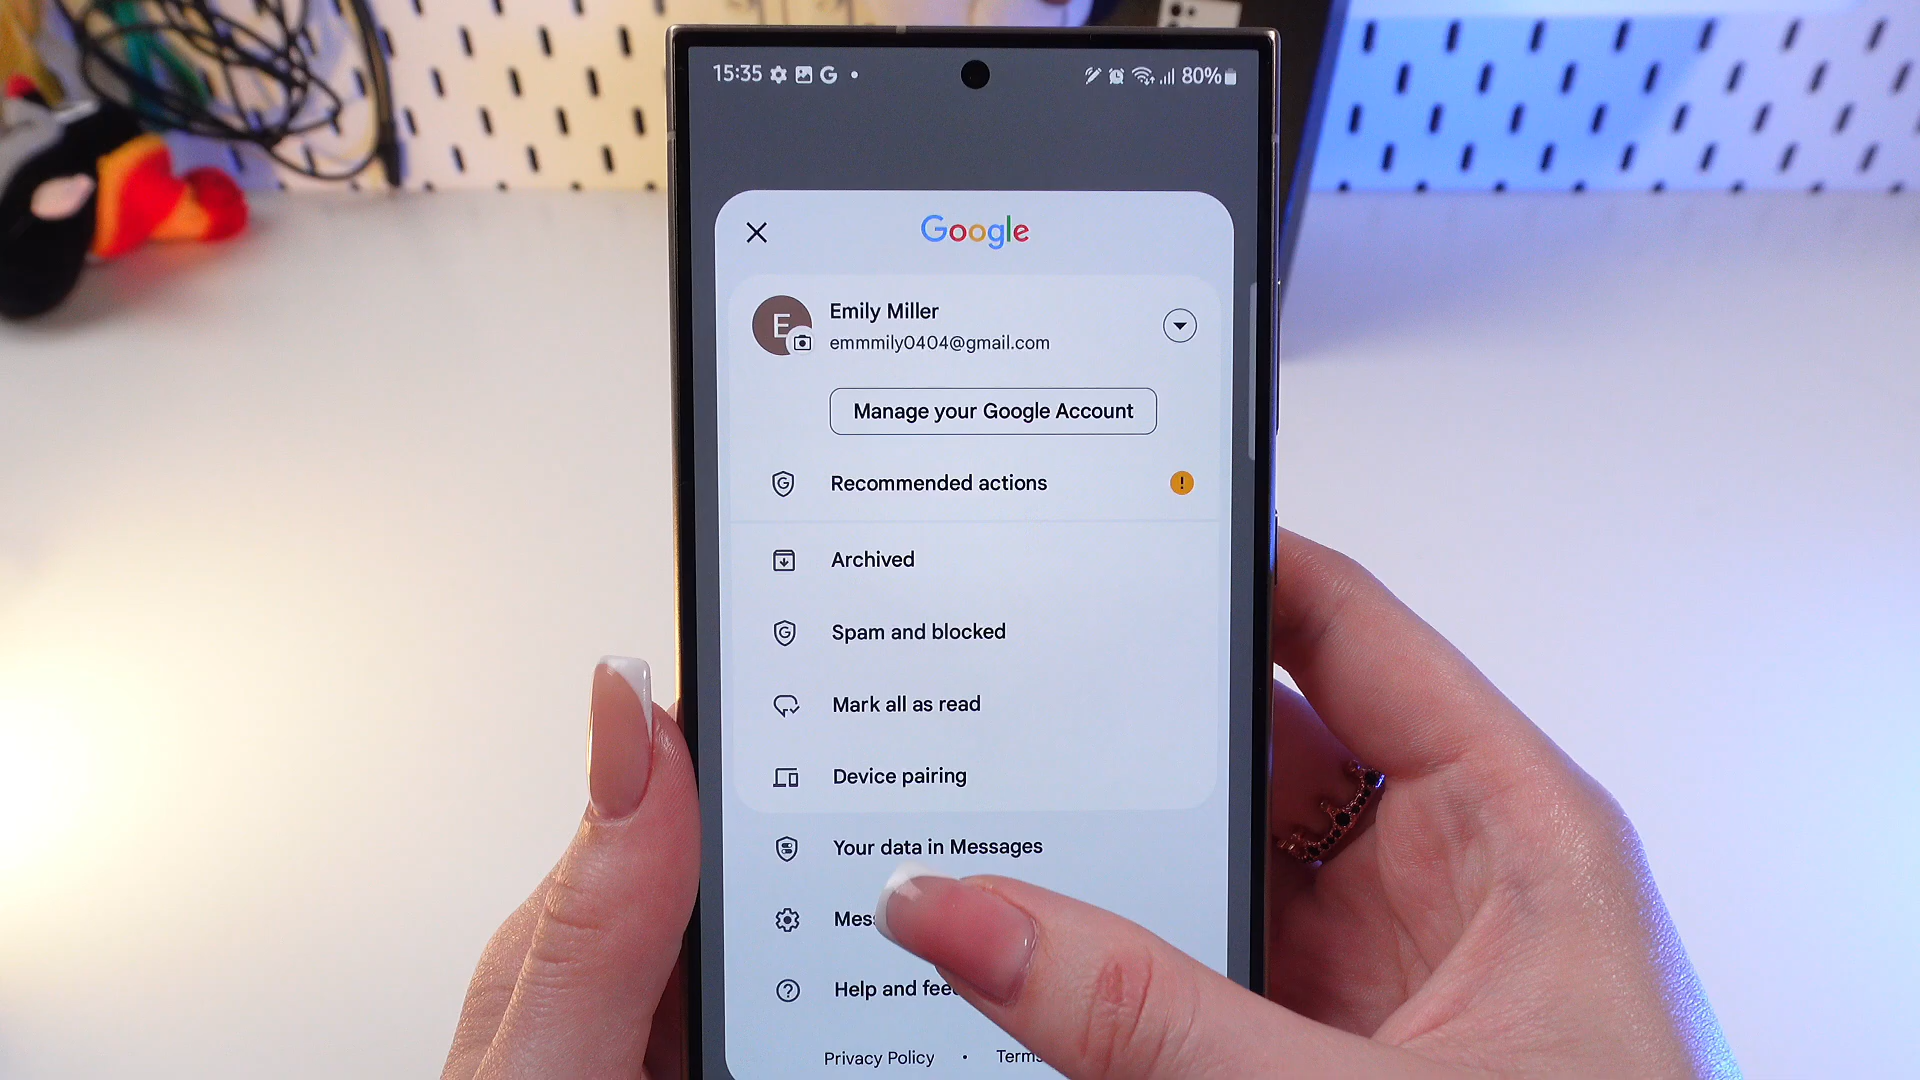 15:35 80%
Google
E Emily Miller
emmmily0404@gmail.com
Manage your Google Account
Recommended actions
Archived
Spam and blocked
Mark all as read
Device pairing
Your data in Messages
Mes
Help and fee
Privacy Policy • Terms